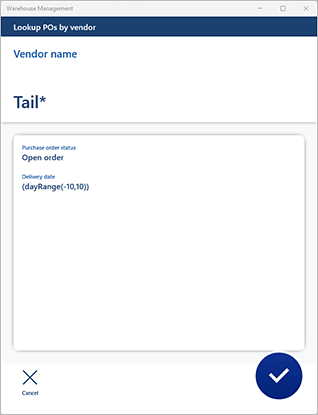 Warehouse Management
Lookup POs by vendor
Vendor name
Tail*
Purchase order status
Open order
Delivery date
(dayRange(-10,10))
Cancel